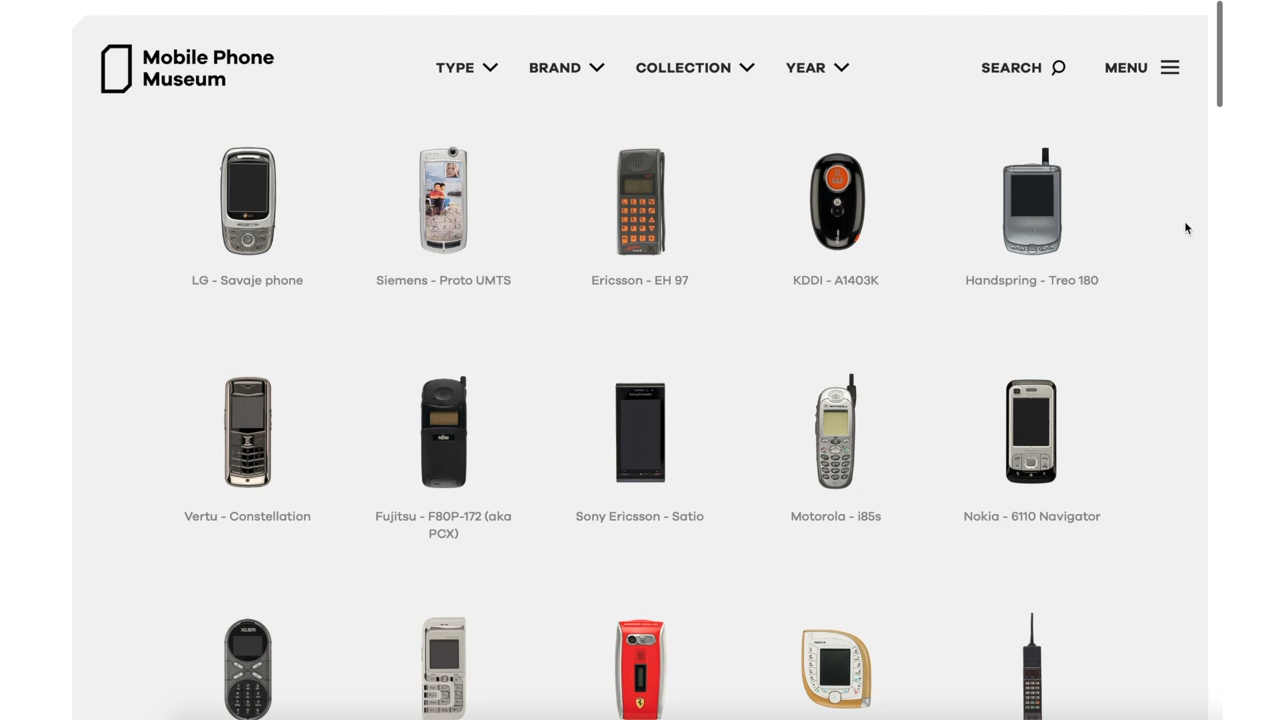 Mobile Phone
Museum
TYPE
BRAND
COLLECTION
YEAR
SEARCH
MENU
LG - Savaje phone
Siemens - Proto UMTS
Ericsson - EH 97
KDDI - A1403K
Handspring - Treo 180
Vertu - Constellation
Fujitsu - F80P-172 (aka
PCX)
Sony Ericsson - Satio
Motorola - i85s
Nokia - 6110 Navigator